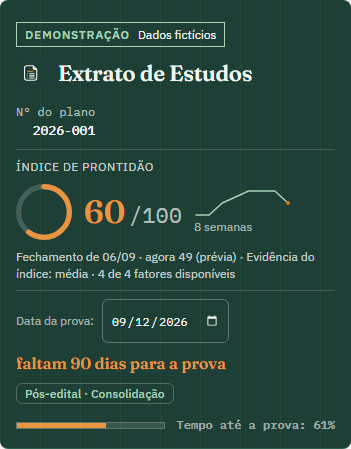 DEMONSTRAÇÃO Dados fictícios
Extrato de Estudos
Nº do plano
2026-001
ÍNDICE DE PRONTIDÃO
60/100
8 semanas
Fechamento de 06/09 · agora 49 (prévia) · Evidência do
índice: média · 4 de 4 fatores disponíveis
Data da prova: 09/12/2026
faltam 90 dias para a prova
Pós-edital · Consolidação
Tempo até a prova: 61%